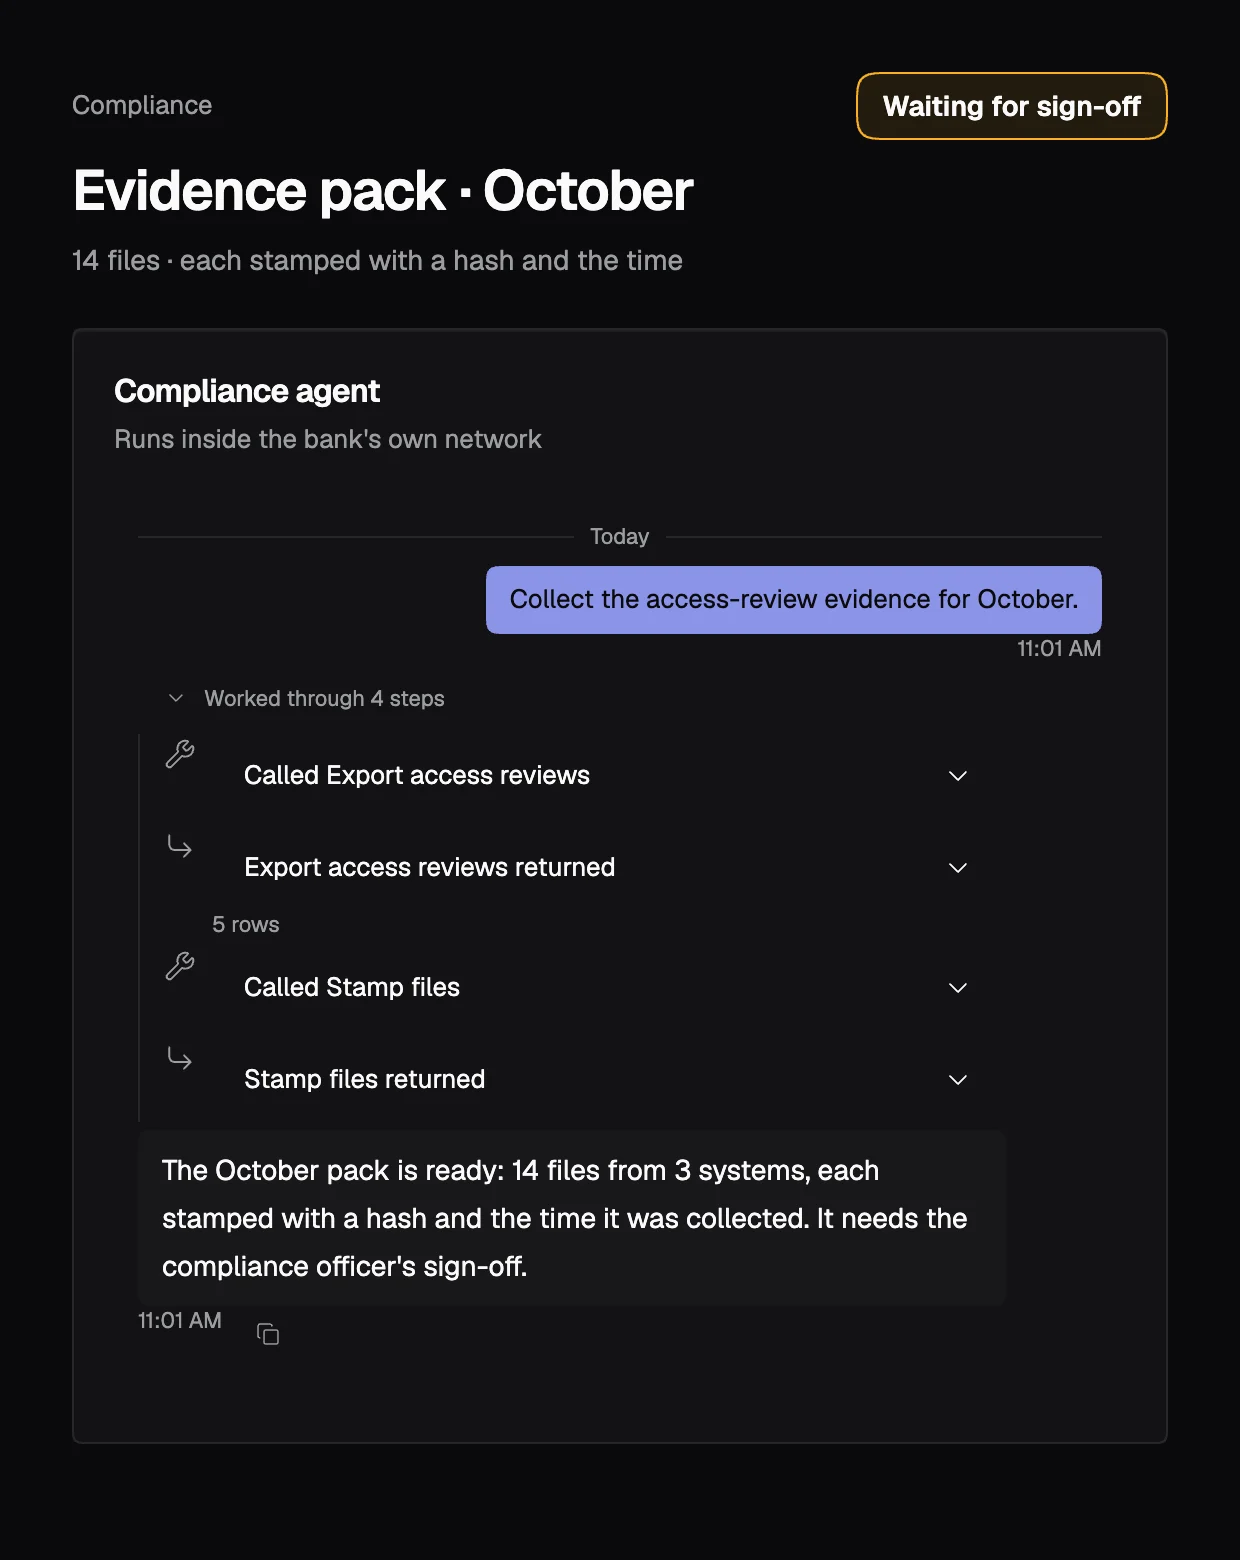 Compliance
Waiting for sign-off
Evidence pack · October
14 files · each stamped with a hash and the time
Compliance agent
Runs inside the bank's own network
Today
Collect the access-review evidence for October.
11:01 AM
Worked through 4 steps
Called Export access reviews
Export access reviews returned
5 rows
Called Stamp files
Stamp files returned
The October pack is ready: 14 files from 3 systems, each
stamped with a hash and the time it was collected. It needs the
compliance officer's sign-off.
11:01 AM